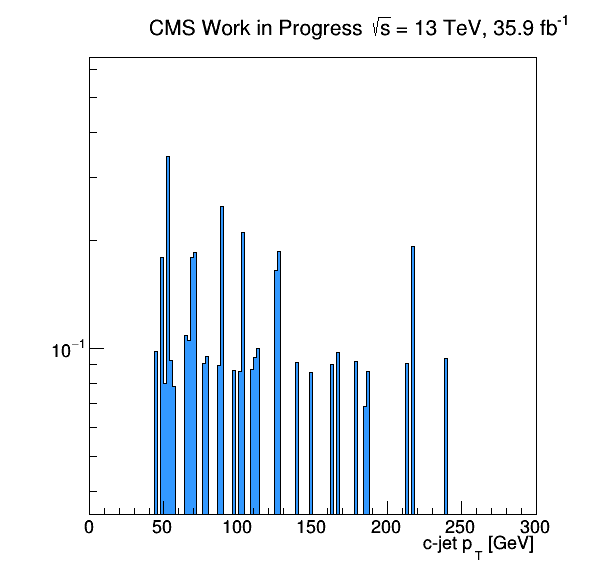 CMS Work in Progress √s = 13 TeV, 35.9 fb⁻¹
10⁻¹
0 50 100 150 200 250 300
c-jet p_T [GeV]